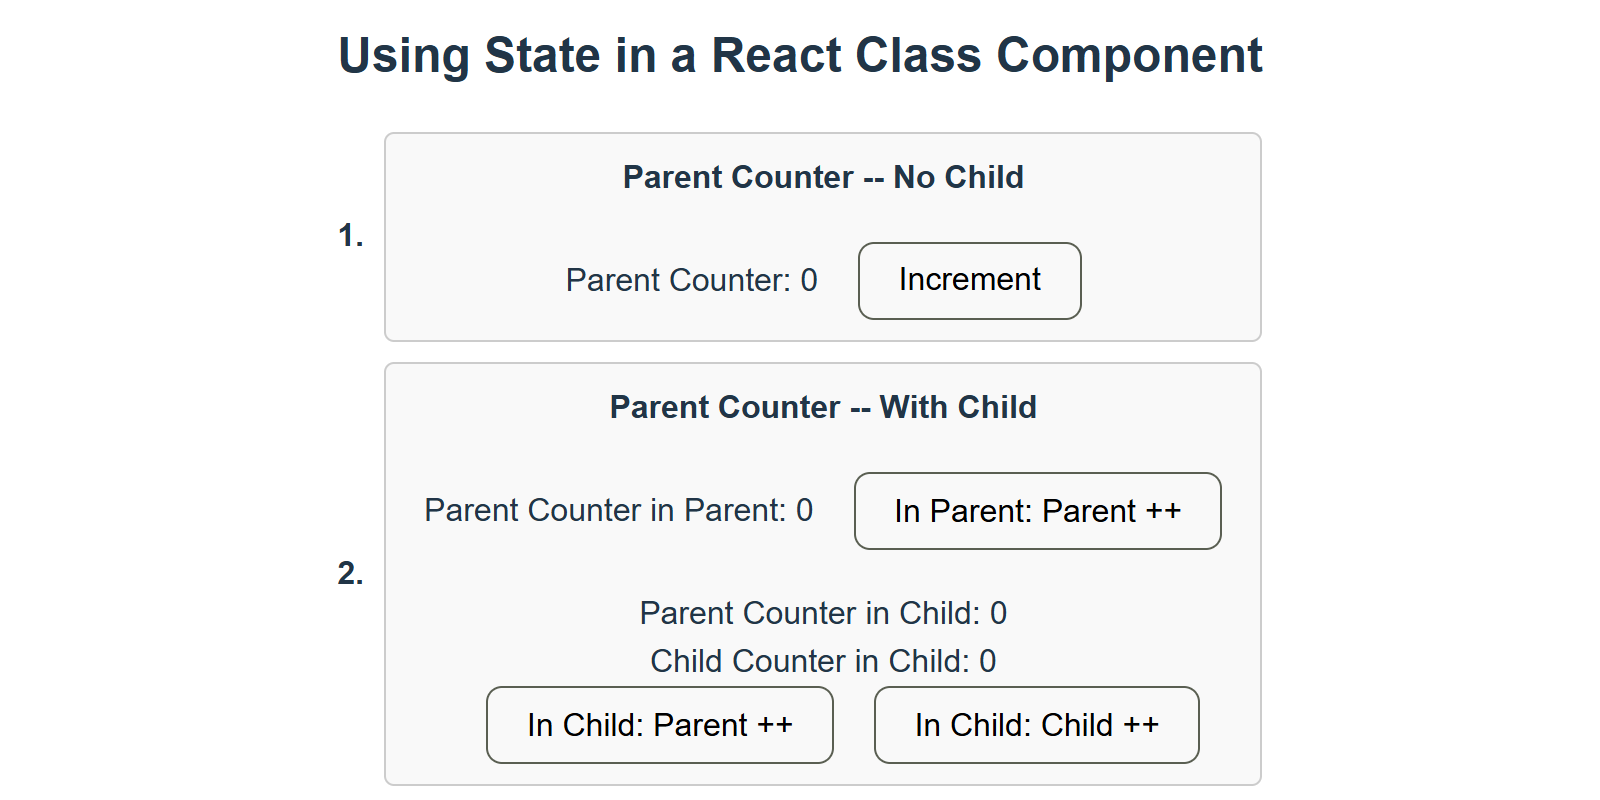 Using State in a React Class Component
1.
Parent Counter -- No Child
Parent Counter: 0 Increment
2.
Parent Counter -- With Child
Parent Counter in Parent: 0 In Parent: Parent ++
Parent Counter in Child: 0
Child Counter in Child: 0
In Child: Parent ++ In Child: Child ++